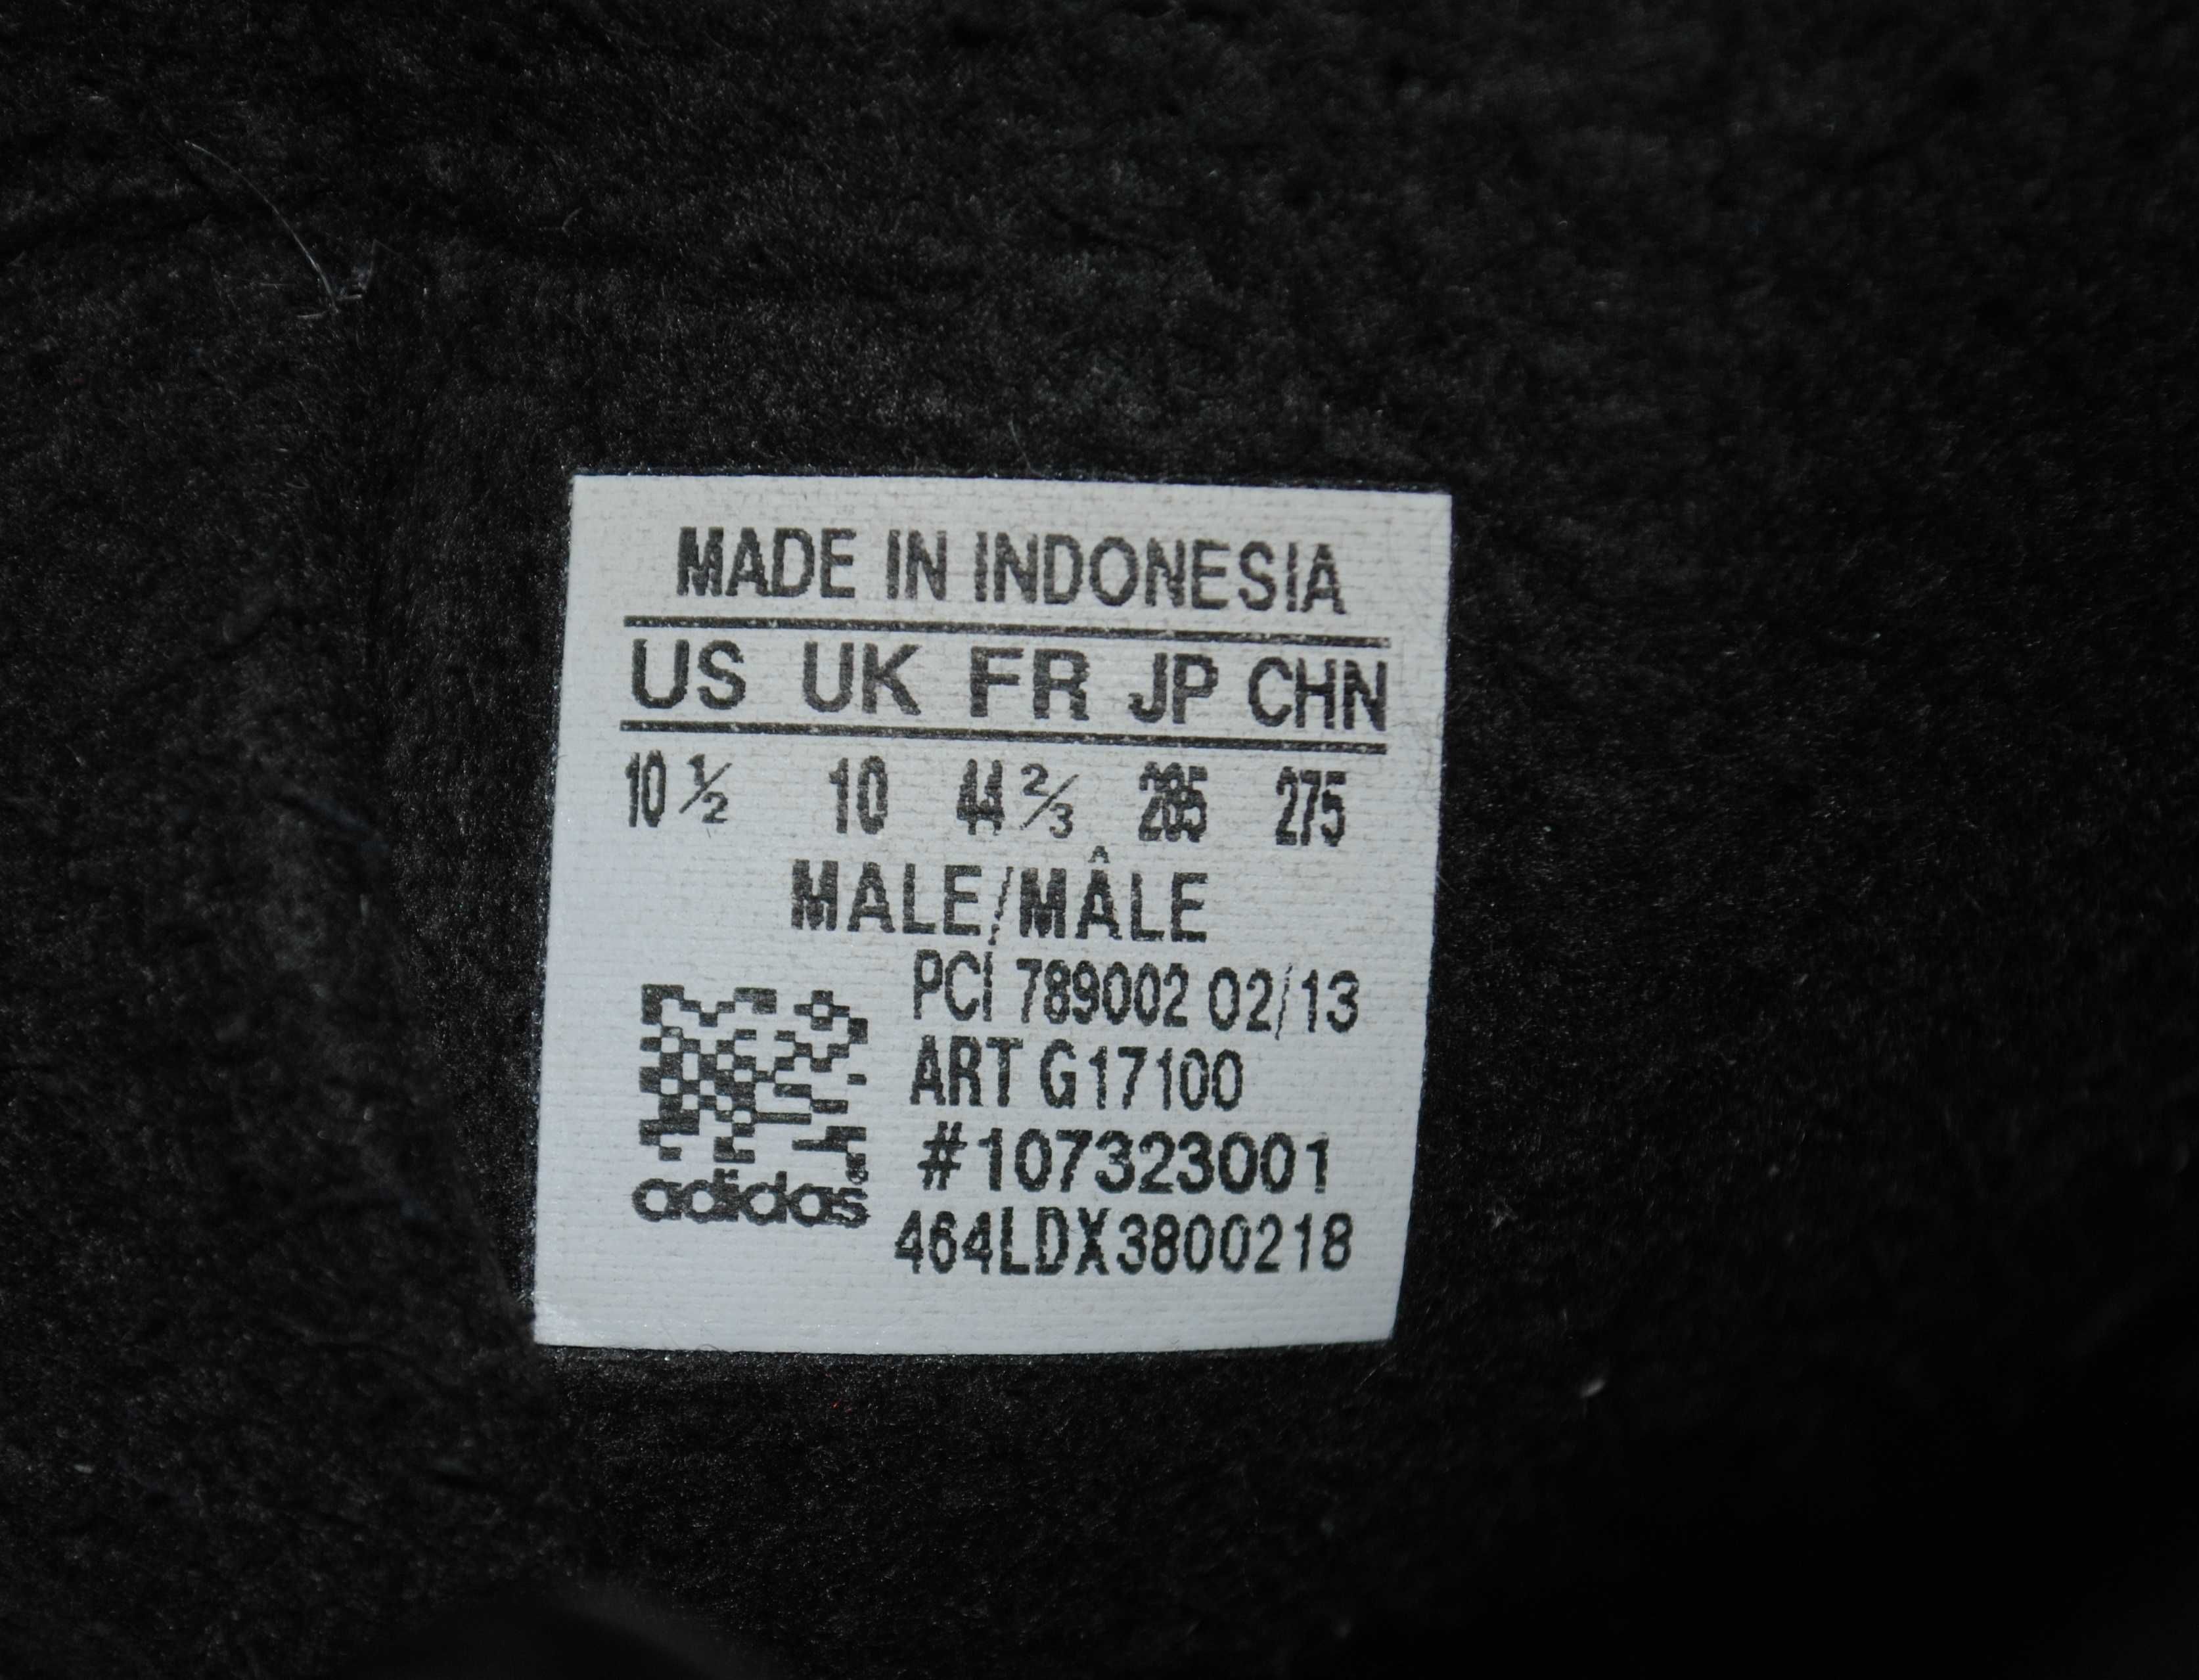 MADE IN INDONESIA
US UK FR JP CHN
10 ½ 10 44 ⅔ 285 275
MALE/MÂLE
PCI 789002 02/13
ART G17100
#107323001
adidas®
464LDX3800218